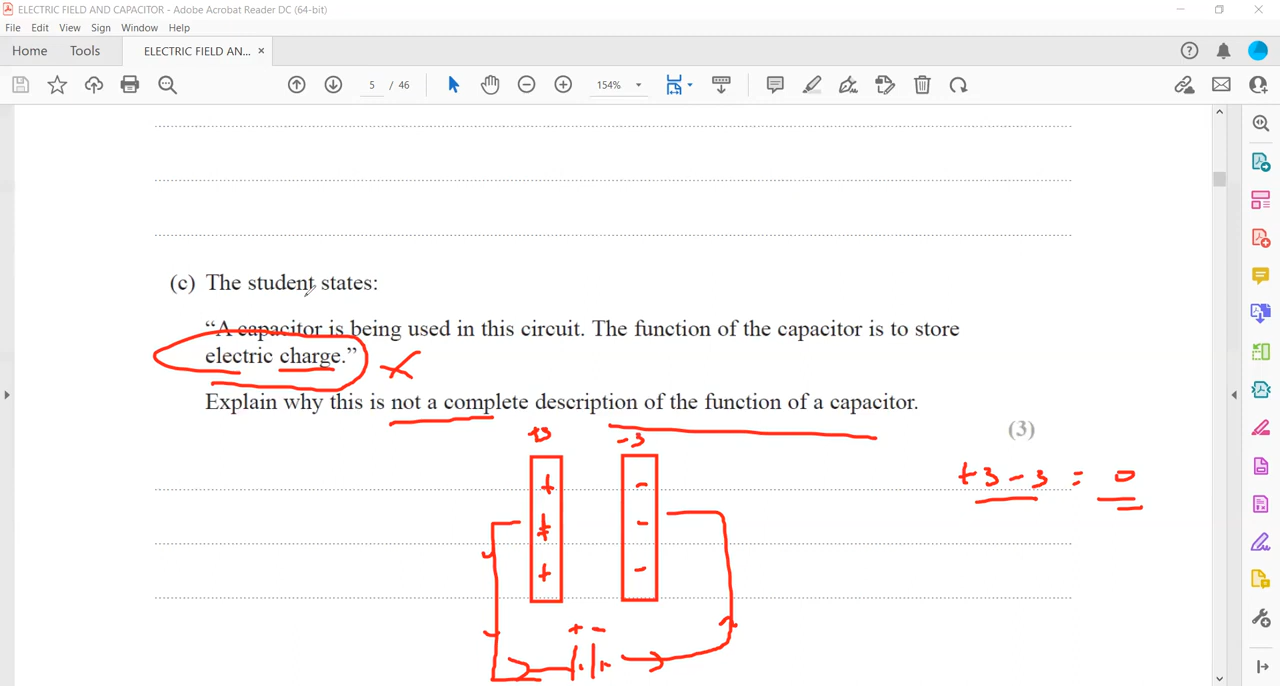 ELECTRIC FIELD AND CAPACITOR - Adobe Acrobat Reader DC (64-bit)
File Edit View Sign Window Help
Home Tools ELECTRIC FIELD AN... ×
5 / 46 154%
(c) The student states:
“A capacitor is being used in this circuit. The function of the capacitor is to store
electric charge.”
Explain why this is not a complete description of the function of a capacitor.
(3)
+3 -3
+3 - 3 = 0
+ -
+ -
+ -
+ -